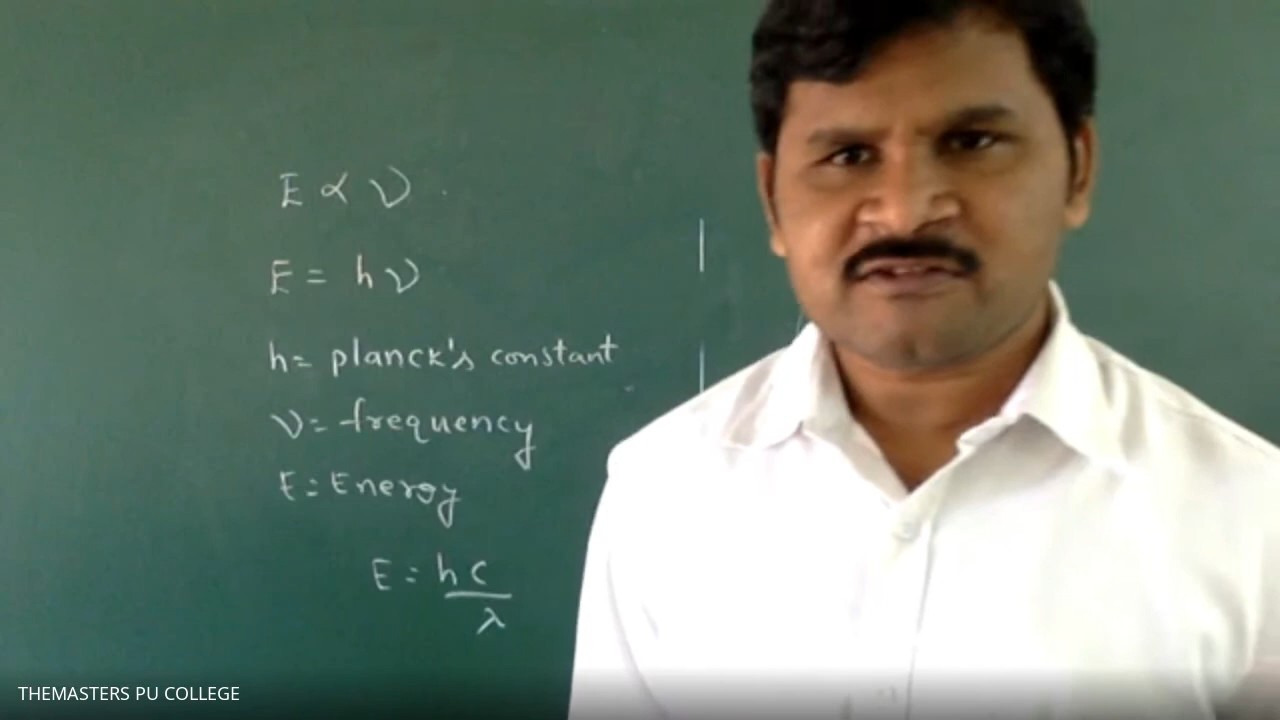 E ∝ ν
E = hν
h= planck's constant
ν= frequency
E= Energy
E = hc
λ
THEMASTERS PU COLLEGE